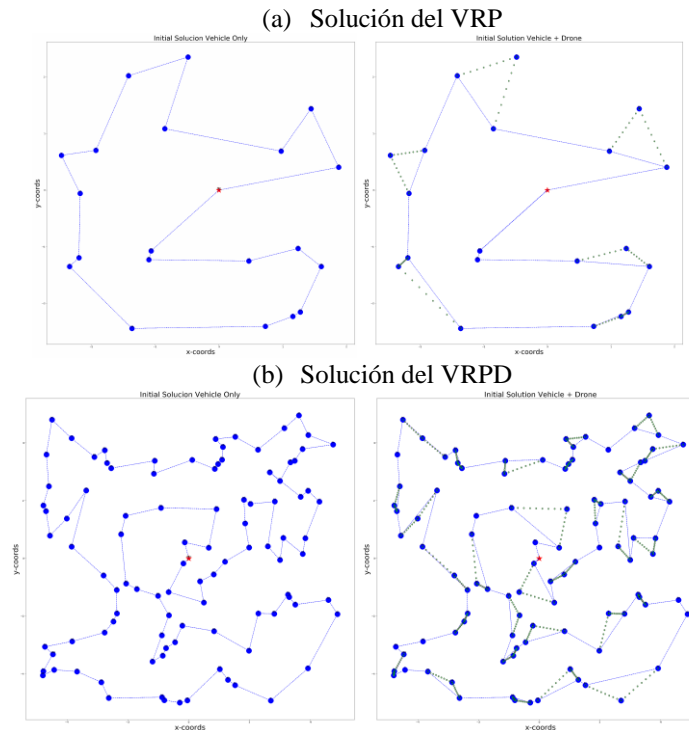 (a) Solución del VRP
Initial Solucion Vehicle Only
Initial Solution Vehicle + Drone
y-coords
y-coords
x-coords
x-coords
(b) Solución del VRPD
Initial Solucion Vehicle Only
Initial Solution Vehicle + Drone
y-coords
y-coords
x-coords
x-coords